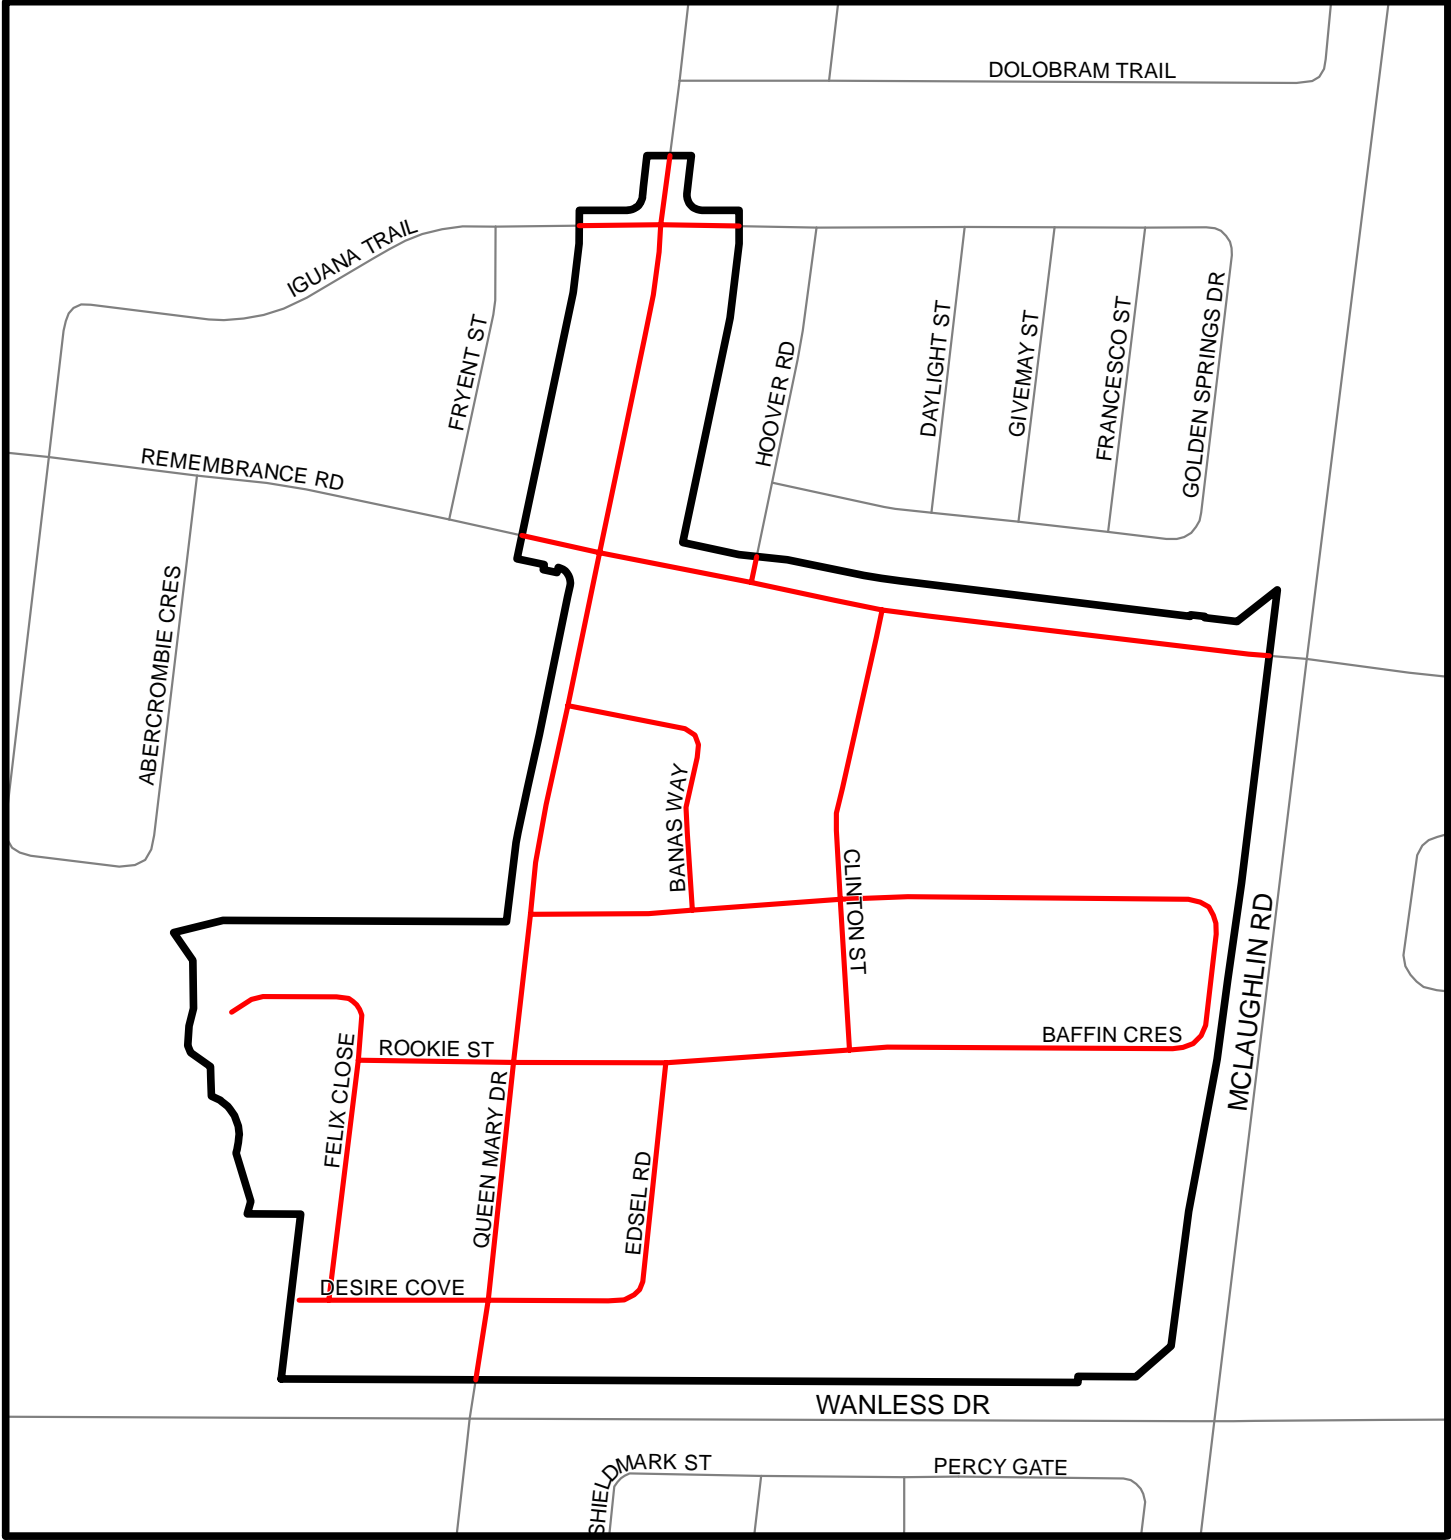 DOLOBRAM TRAIL
IGUANA TRAIL
FRYENT ST
HOOVER RD
DAYLIGHT ST
GIVEMAY ST
FRANCESCO ST
GOLDEN SPRINGS DR
REMEMBRANCE RD
ABERCROMBIE CRES
BANAS WAY
CLINTON ST
MCLAUGHLIN RD
ROOKIE ST
BAFFIN CRES
FELIX CLOSE
QUEEN MARY DR
EDSEL RD
DESIRE COVE
WANLESS DR
SHIELDMARK ST
PERCY GATE